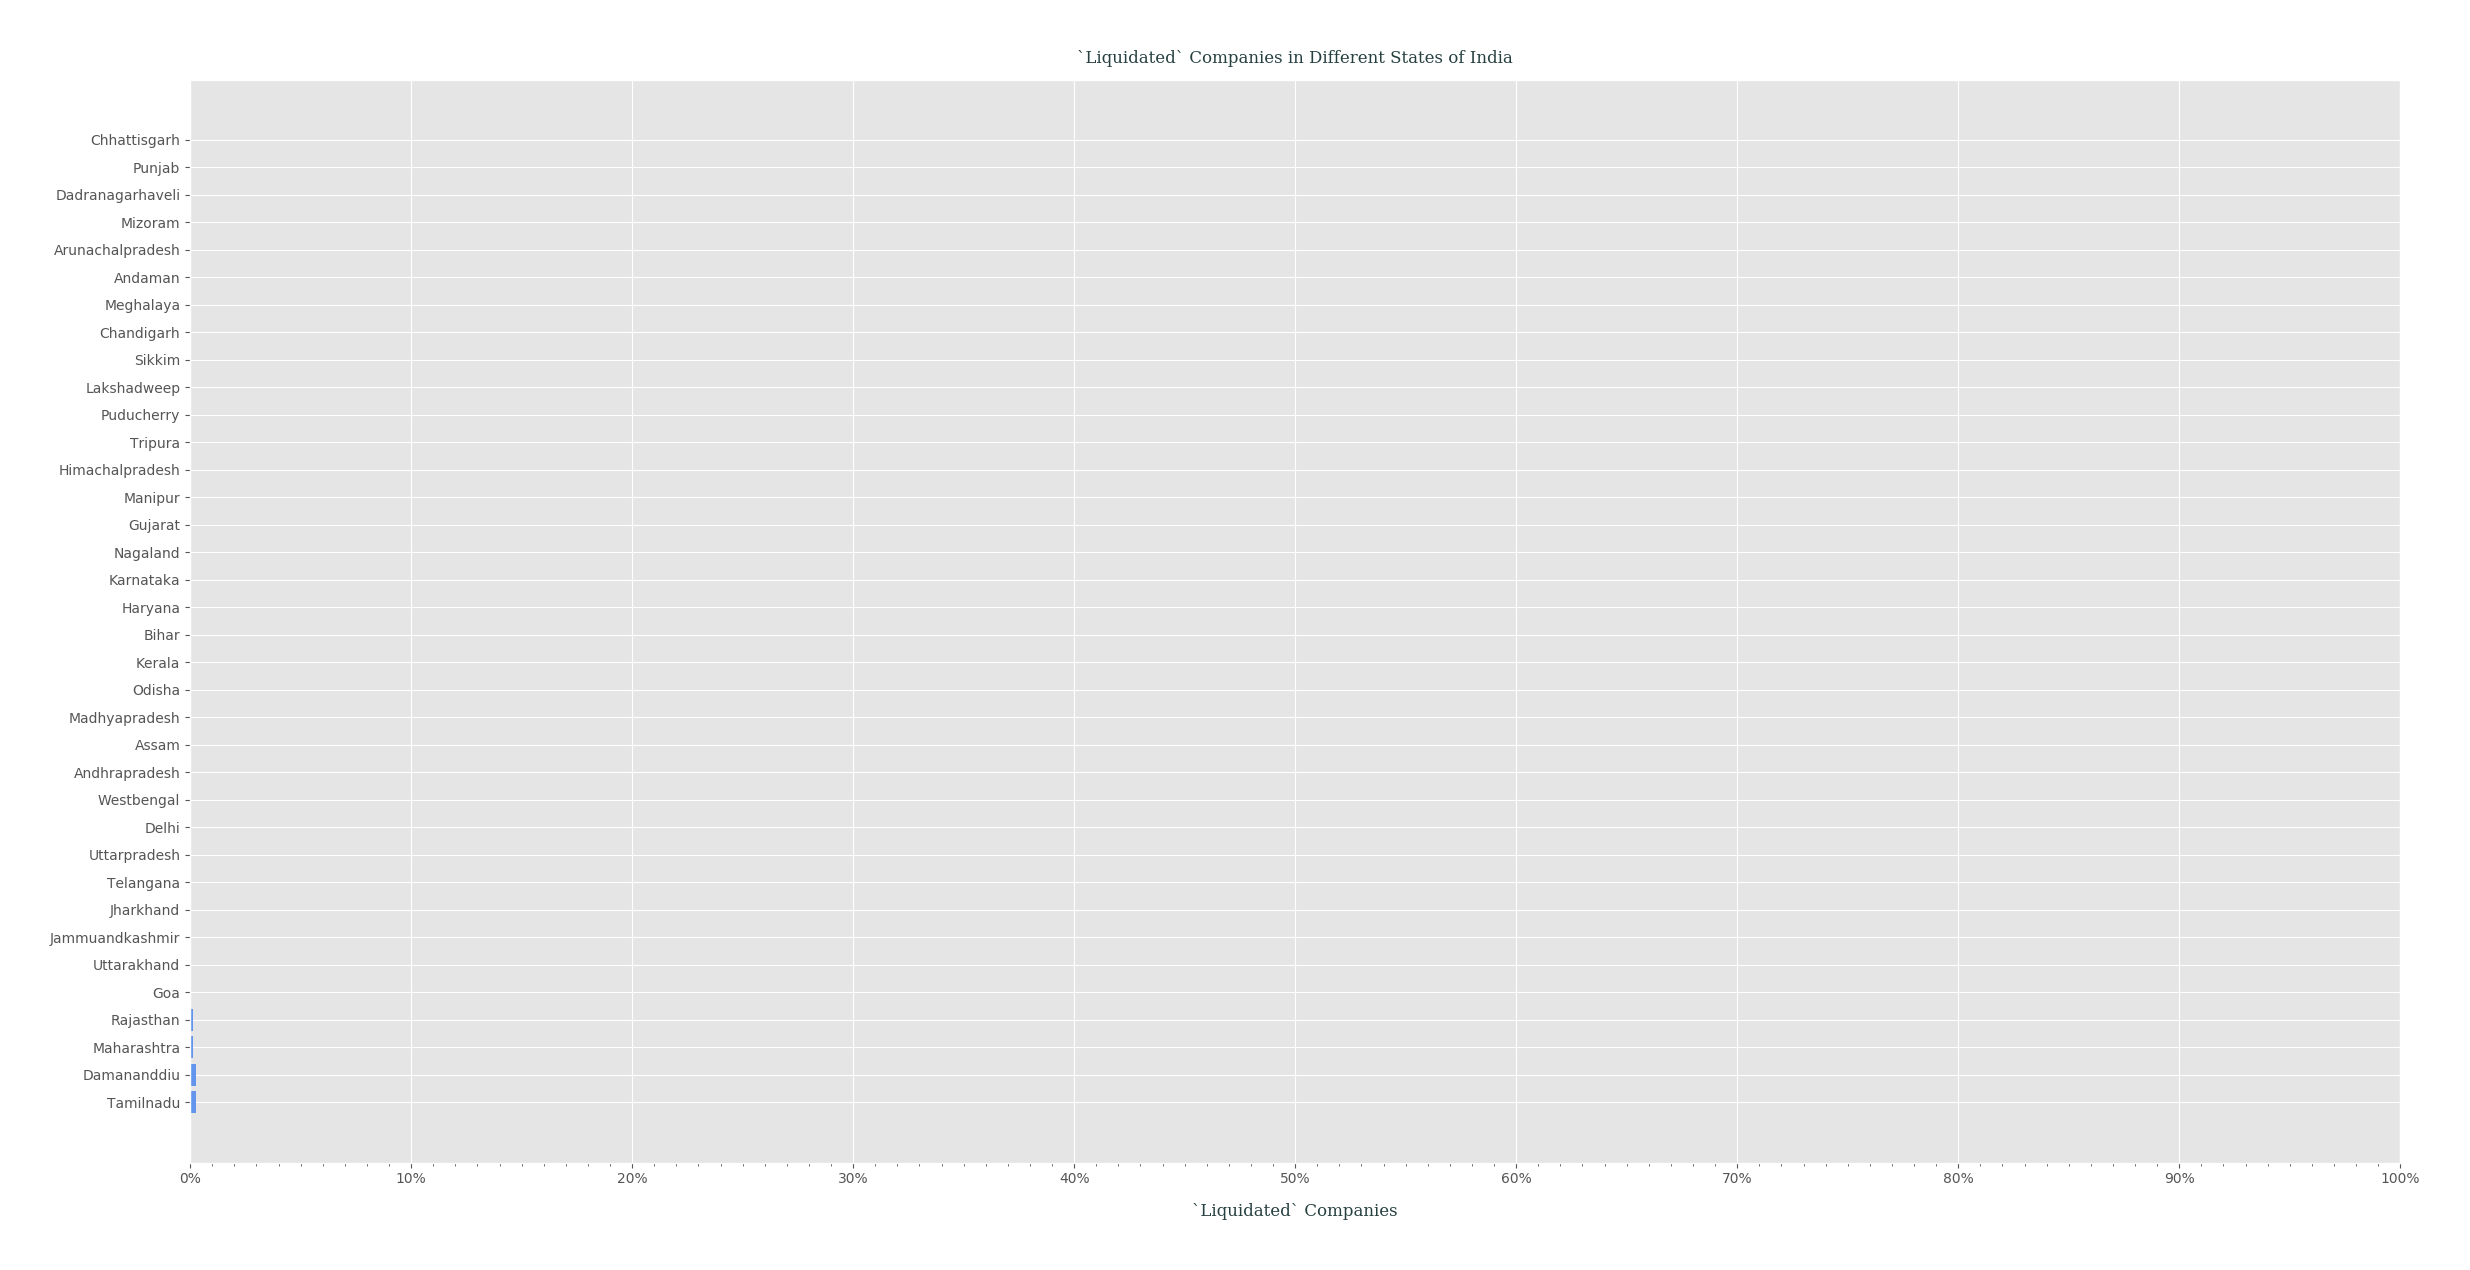 `Liquidated` Companies in Different States of India
Chhattisgarh
Punjab
Dadranagarhaveli
Mizoram
Arunachalpradesh
Andaman
Meghalaya
Chandigarh
Sikkim
Lakshadweep
Puducherry
Tripura
Himachalpradesh
Manipur
Gujarat
Nagaland
Karnataka
Haryana
Bihar
Kerala
Odisha
Madhyapradesh
Assam
Andhrapradesh
Westbengal
Delhi
Uttarpradesh
Telangana
Jharkhand
Jammuandkashmir
Uttarakhand
Goa
Rajasthan
Maharashtra
Damananddiu
Tamilnadu
0% 10% 20% 30% 40% 50% 60% 70% 80% 90% 100%
`Liquidated` Companies